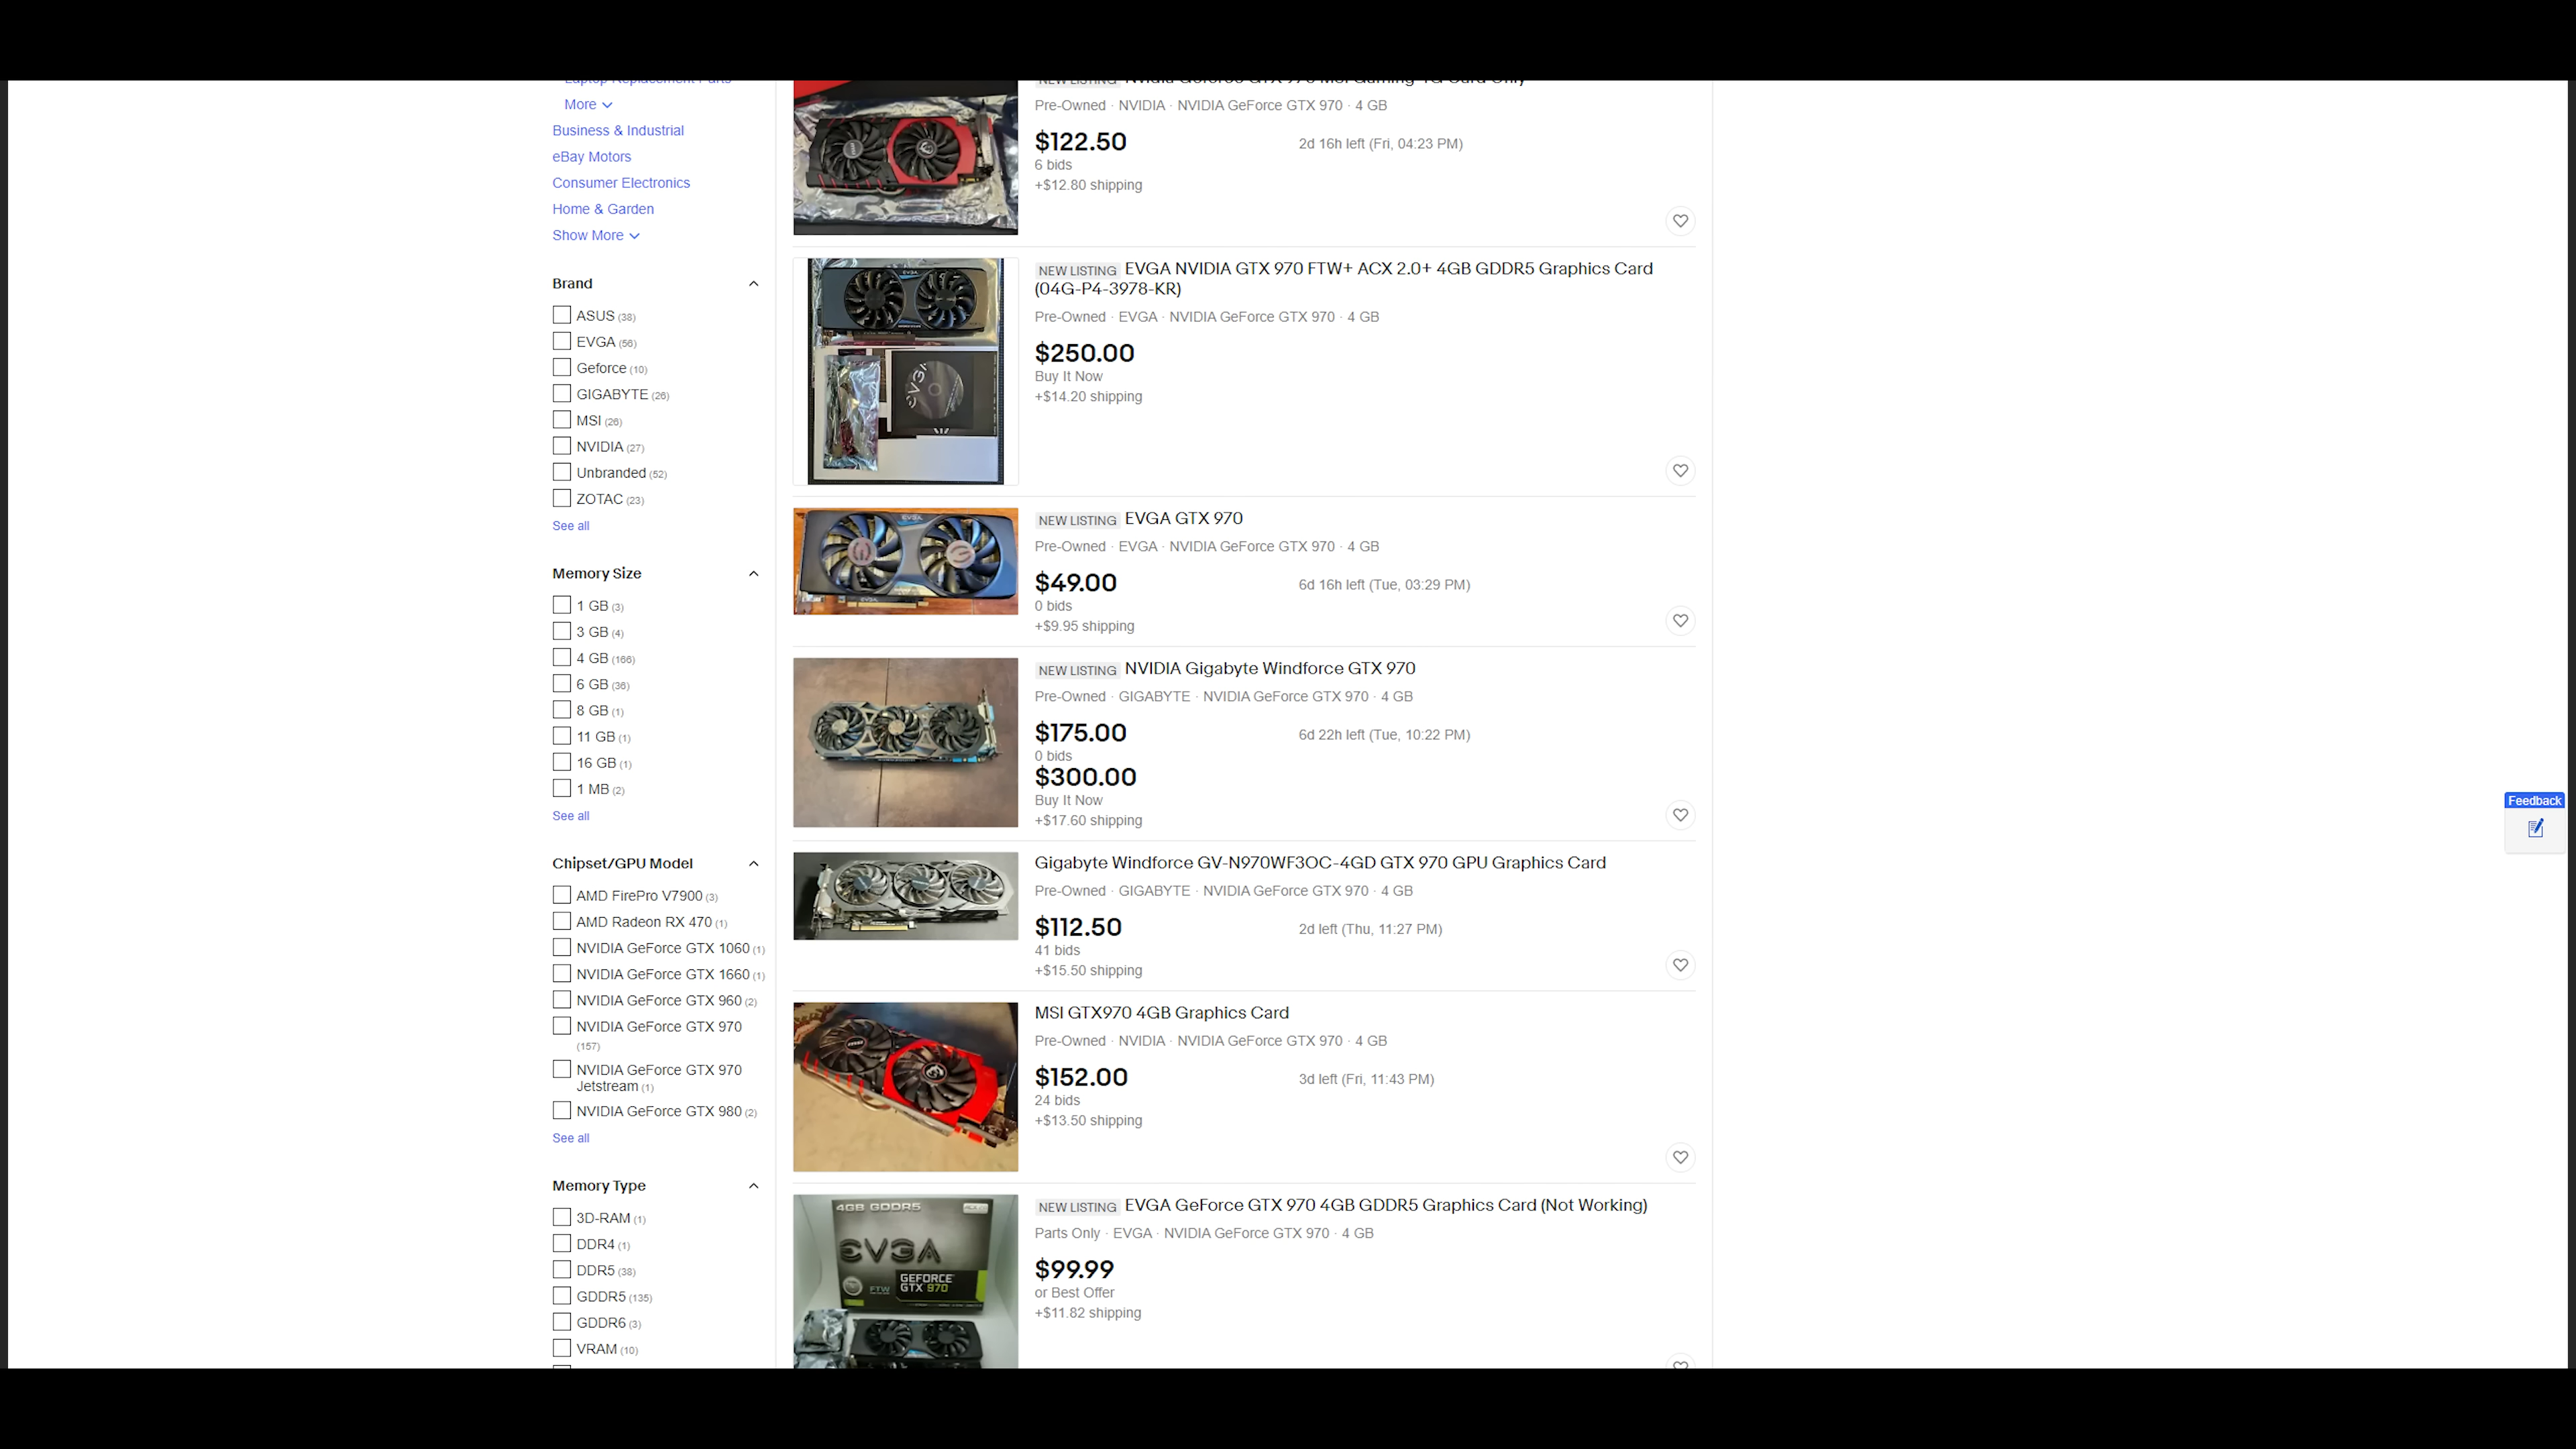 Laptop Replacement Parts
More
Business & Industrial
eBay Motors
Consumer Electronics
Home & Garden
Show More
Brand
ASUS (38)
EVGA (56)
Geforce (10)
GIGABYTE (26)
MSI (26)
NVIDIA (27)
Unbranded (52)
ZOTAC (23)
See all
Memory Size
1 GB (3)
3 GB (4)
4 GB (166)
6 GB (36)
8 GB (1)
11 GB (1)
16 GB (1)
1 MB (2)
See all
Chipset/GPU Model
AMD FirePro V7900 (3)
AMD Radeon RX 470 (1)
NVIDIA GeForce GTX 1060 (1)
NVIDIA GeForce GTX 1660 (1)
NVIDIA GeForce GTX 960 (2)
NVIDIA GeForce GTX 970
(157)
NVIDIA GeForce GTX 970
Jetstream (1)
NVIDIA GeForce GTX 980 (2)
See all
Memory Type
3D-RAM (1)
DDR4 (1)
DDR5 (38)
GDDR5 (135)
GDDR6 (3)
VRAM (10)
NEW LISTING Nvidia Geforce GTX 970 MSI Gaming 4G Card Only
Pre-Owned · NVIDIA · NVIDIA GeForce GTX 970 · 4 GB
$122.50 2d 16h left (Fri, 04:23 PM)
6 bids
+$12.80 shipping
NEW LISTING EVGA NVIDIA GTX 970 FTW+ ACX 2.0+ 4GB GDDR5 Graphics Card
(04G-P4-3978-KR)
Pre-Owned · EVGA · NVIDIA GeForce GTX 970 · 4 GB
$250.00
Buy It Now
+$14.20 shipping
EVGA
NEW LISTING EVGA GTX 970
Pre-Owned · EVGA · NVIDIA GeForce GTX 970 · 4 GB
$49.00 6d 16h left (Tue, 03:29 PM)
0 bids
+$9.95 shipping
NEW LISTING NVIDIA Gigabyte Windforce GTX 970
Pre-Owned · GIGABYTE · NVIDIA GeForce GTX 970 · 4 GB
$175.00 6d 22h left (Tue, 10:22 PM)
0 bids
$300.00
Buy It Now
+$17.60 shipping
Gigabyte Windforce GV-N970WF3OC-4GD GTX 970 GPU Graphics Card
Pre-Owned · GIGABYTE · NVIDIA GeForce GTX 970 · 4 GB
$112.50 2d left (Thu, 11:27 PM)
41 bids
+$15.50 shipping
MSI GTX970 4GB Graphics Card
Pre-Owned · NVIDIA · NVIDIA GeForce GTX 970 · 4 GB
$152.00 3d left (Fri, 11:43 PM)
24 bids
+$13.50 shipping
NEW LISTING EVGA GeForce GTX 970 4GB GDDR5 Graphics Card (Not Working)
Parts Only · EVGA · NVIDIA GeForce GTX 970 · 4 GB
$99.99
or Best Offer
+$11.82 shipping
4GB GDDR5
EVGA
GEFORCE
GTX 970
FTW
Feedback